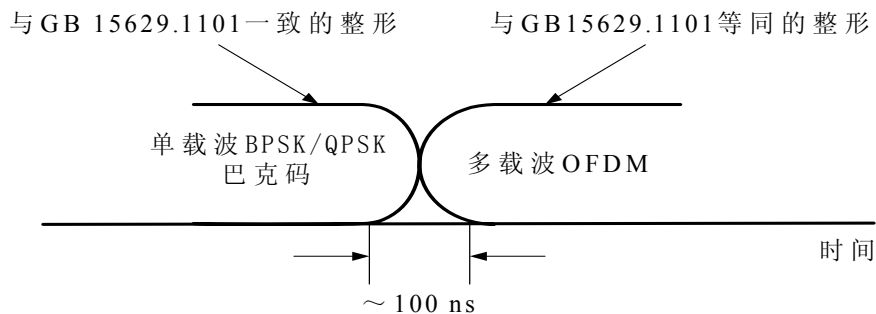 与GB 15629.1101一致的整形
与GB15629.1101等同的整形
单载波BPSK/QPSK
巴克码
多载波OFDM
时间
～100 ns